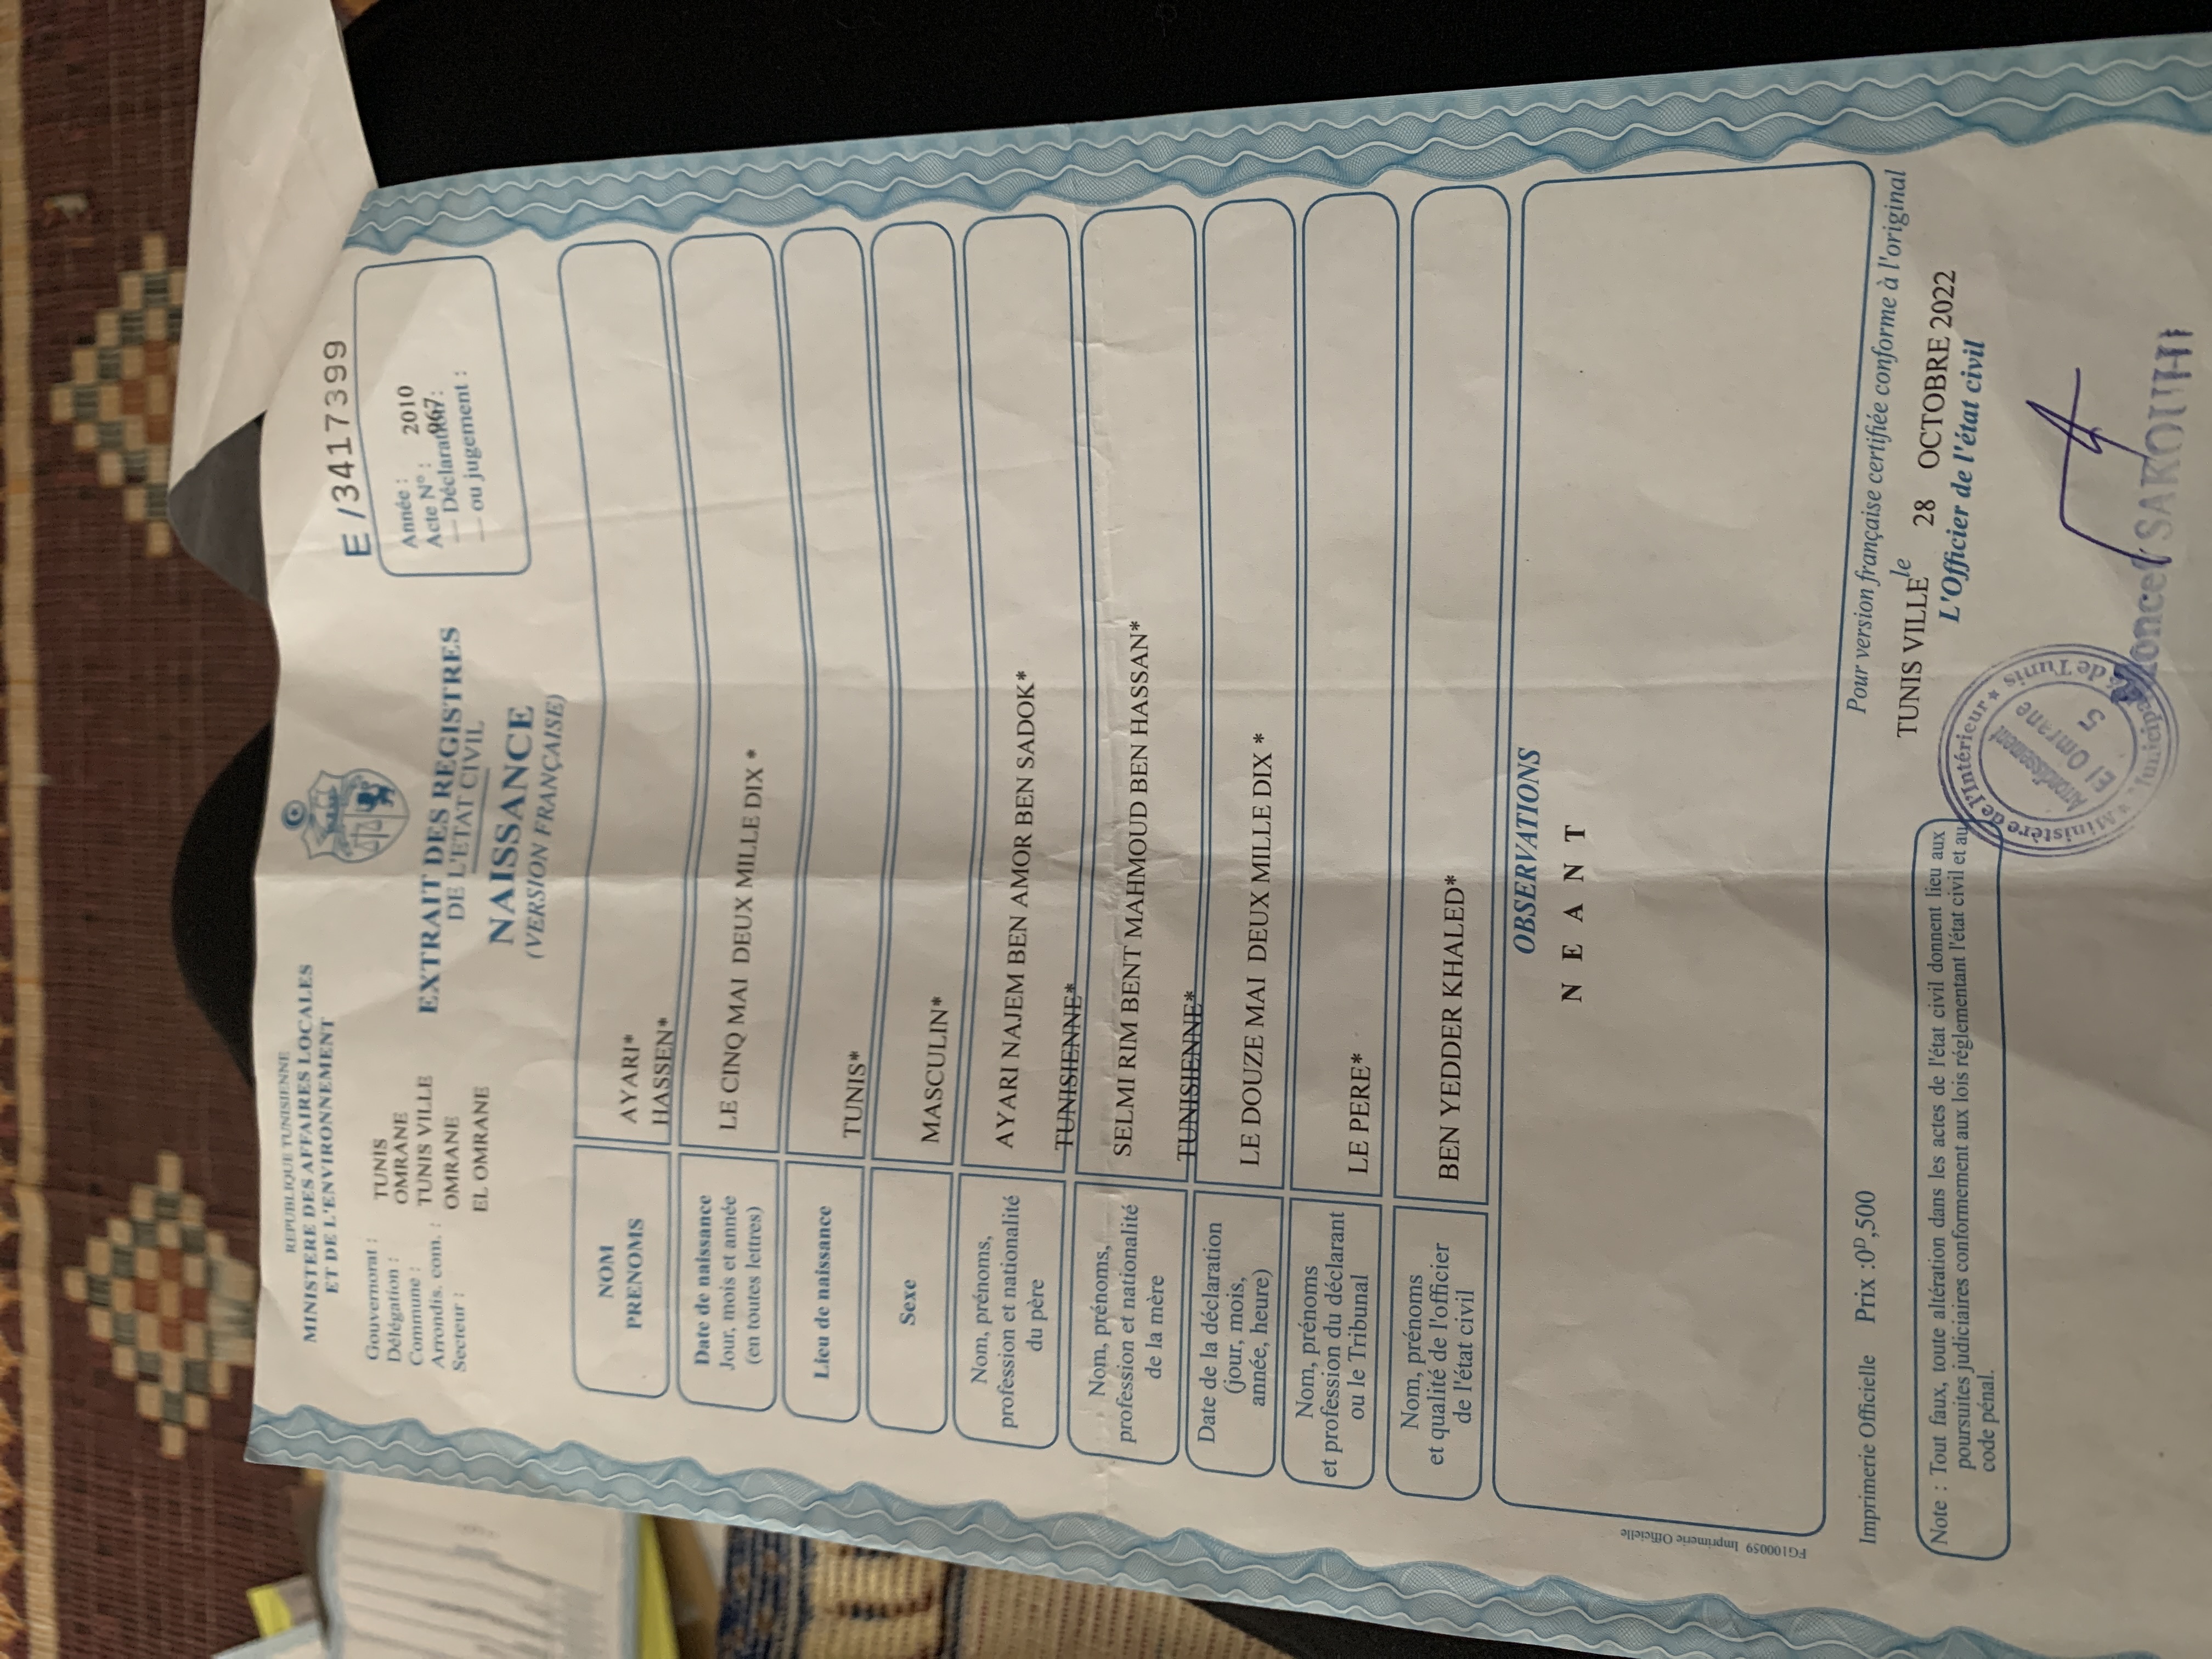 REPUBLIQUE TUNISIENNE
MINISTERE DES AFFAIRES LOCALES
ET DE L'ENVIRONNEMENT
Gouvernorat : TUNIS
Délégation : OMRANE
Commune : TUNIS VILLE
Arrondis. com. : OMRANE
Secteur : EL OMRANE
EXTRAIT DES REGISTRES
DE L'ETAT CIVIL
NAISSANCE
(VERSION FRANÇAISE)
E /3417399
Année : 2010
Acte N° : 967
— Déclaration :
— ou jugement :
NOM AYARI*
PRENOMS HASSEN*
Date de naissance
Jour, mois et année
(en toutes lettres)
LE CINQ MAI DEUX MILLE DIX *
Lieu de naissance TUNIS*
Sexe MASCULIN*
Nom, prénoms,
profession et nationalité
du père
AYARI NAJEM BEN AMOR BEN SADOK*
TUNISIENNE*
Nom, prénoms,
profession et nationalité
de la mère
SELMI RIM BENT MAHMOUD BEN HASSAN*
TUNISIENNE*
Date de la déclaration
(jour, mois,
année, heure)
LE DOUZE MAI DEUX MILLE DIX *
Nom, prénoms
et profession du déclarant
ou le Tribunal
LE PERE*
Nom, prénoms
et qualité de l'officier
de l'état civil
BEN YEDDER KHALED*
OBSERVATIONS
N E A N T
FG100059 Imprimerie Officielle
Imprimerie Officielle Prix :0D,500
Pour version française certifiée conforme à l'original
TUNIS VILLE le 28 OCTOBRE 2022
L'Officier de l'état civil
Note : Tout faux, toute altération dans les actes de l'état civil donnent lieu aux
poursuites judiciaires conformement aux lois réglementant l'état civil et au
code pénal.
Ministère de l'Intérieur
de Tunis
Arrondissement
El Omrane
5